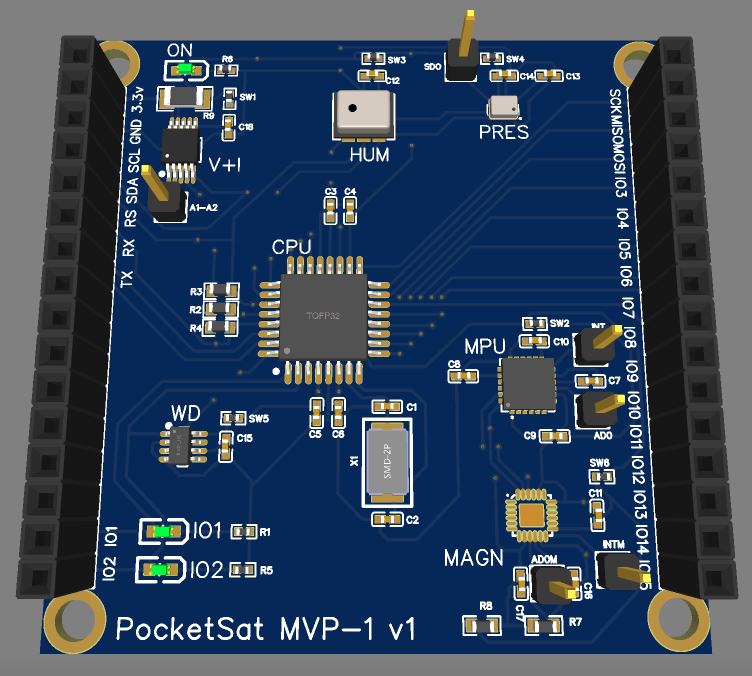 ON
R6
SW3
SW4
SDO
C12
C14
C13
3.3v
R9
SW1
C18
GND
SCL
V+I
HUM
PRES
SCK
MISO
MOSI
IO3
SDA
A1-A2
RS
RX
TX
C3
C4
IO4
IO5
IO6
IO7
IO8
IO9
IO10
IO11
IO12
IO13
IO14
CPU
TQFP32
R3
R2
R4
SW2
C10
INT
MPU
C8
C7
ADO
C9
C5
C6
C1
X1
SMD-2P
C2
WD
SW5
C15
SW6
C11
INTM
MAGN
ADOM
C16
C17
IO1
IO1
R1
IO2
IO2
R5
R8
R7
PocketSat MVP-1 v1